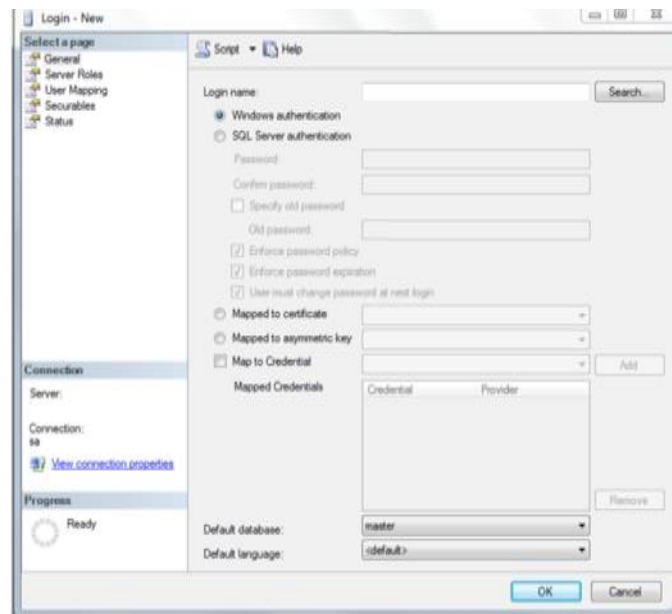 Login - New
Select a page
General
Server Roles
User Mapping
Securables
Status
Script Help
Login name: Search...
Windows authentication
SQL Server authentication
Password:
Confirm password:
Specify old password
Old password:
Enforce password policy
Enforce password expiration
User must change password at next login
Mapped to certificate
Mapped to asymmetric key
Map to Credential Add
Mapped Credentials Credential Provider
Remove
Default database: master
Default language: <default>
Connection
Server:
Connection:
sa
View connection properties
Progress
Ready
OK Cancel